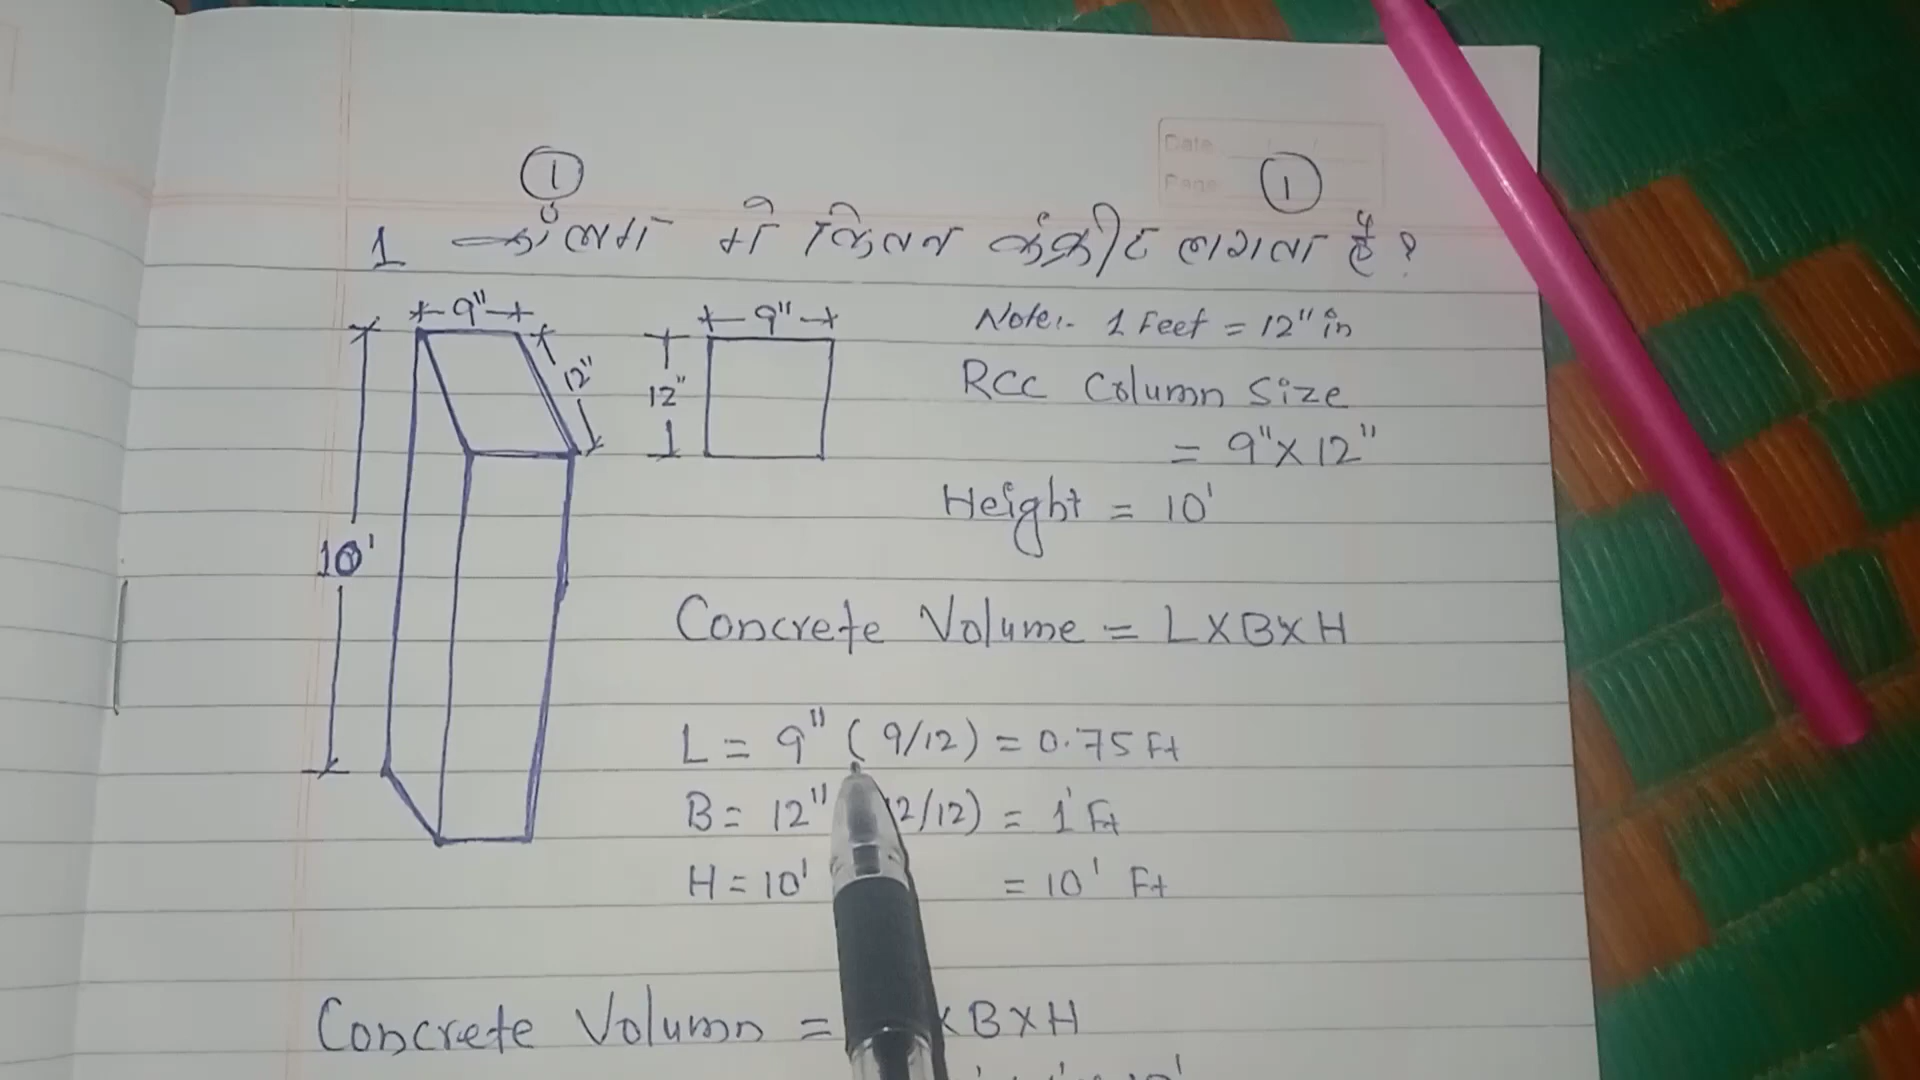 ①
Date
Page ①
1 कॉलम में कितना कंक्रीट लगता है ?
9" 9" Note:- 1 Feet = 12" in
12" 12" RCC Column Size
= 9"X12"
Height = 10'
10'
Concrete Volume = LXBXH
L = 9" ( 9/12) = 0.75 Ft
B = 12" 2/12) = 1' Ft
H = 10' = 10' Ft
Concrete Volumn = XBXH